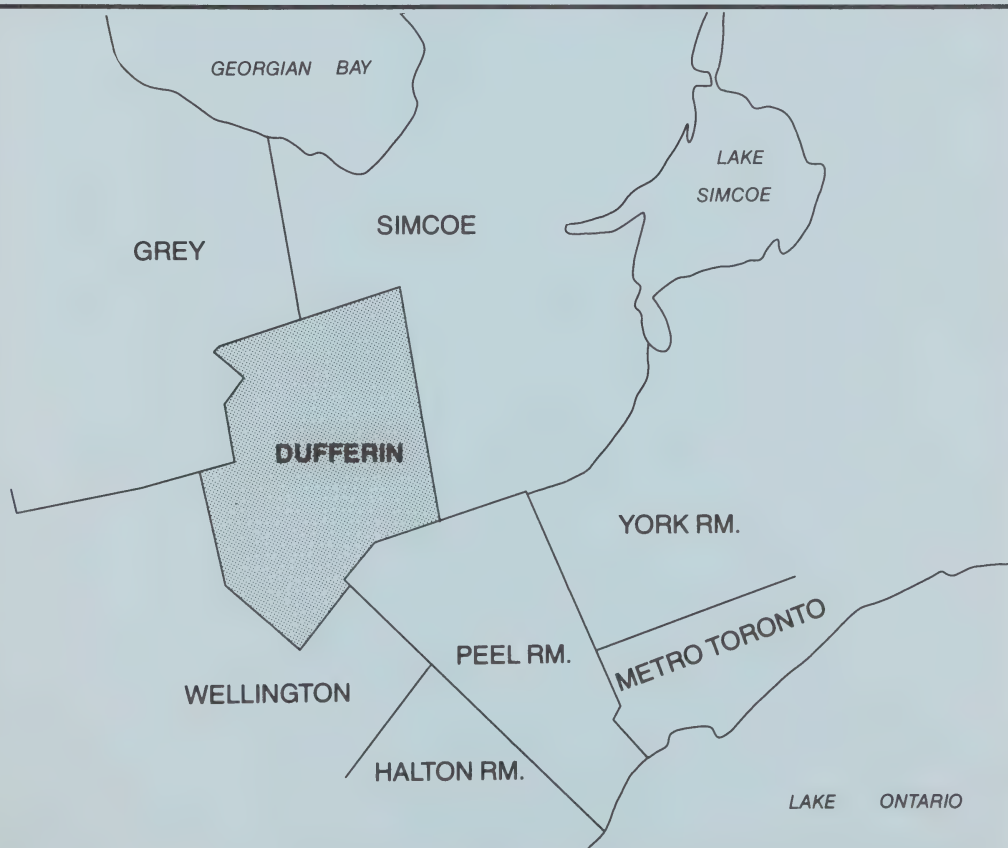 GEORGIAN BAY
LAKE
SIMCOE
SIMCOE
GREY
DUFFERIN
YORK RM.
METRO TORONTO
PEEL RM.
WELLINGTON
HALTON RM.
LAKE ONTARIO